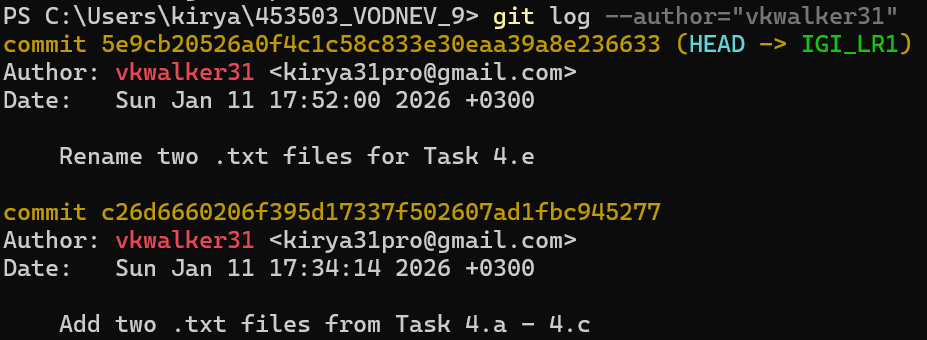 PS C:\Users\kirya\453503_VODNEV_9> git log --author="vkwalker31"
commit 5e9cb20526a0f4c1c58c833e30eaa39a8e236633 (HEAD -> IGI_LR1)
Author: vkwalker31 <kirya31pro@gmail.com>
Date:   Sun Jan 11 17:52:00 2026 +0300
    Rename two .txt files for Task 4.e
commit c26d6660206f395d17337f502607ad1fbc945277
Author: vkwalker31 <kirya31pro@gmail.com>
Date:   Sun Jan 11 17:34:14 2026 +0300
    Add two .txt files from Task 4.a - 4.c